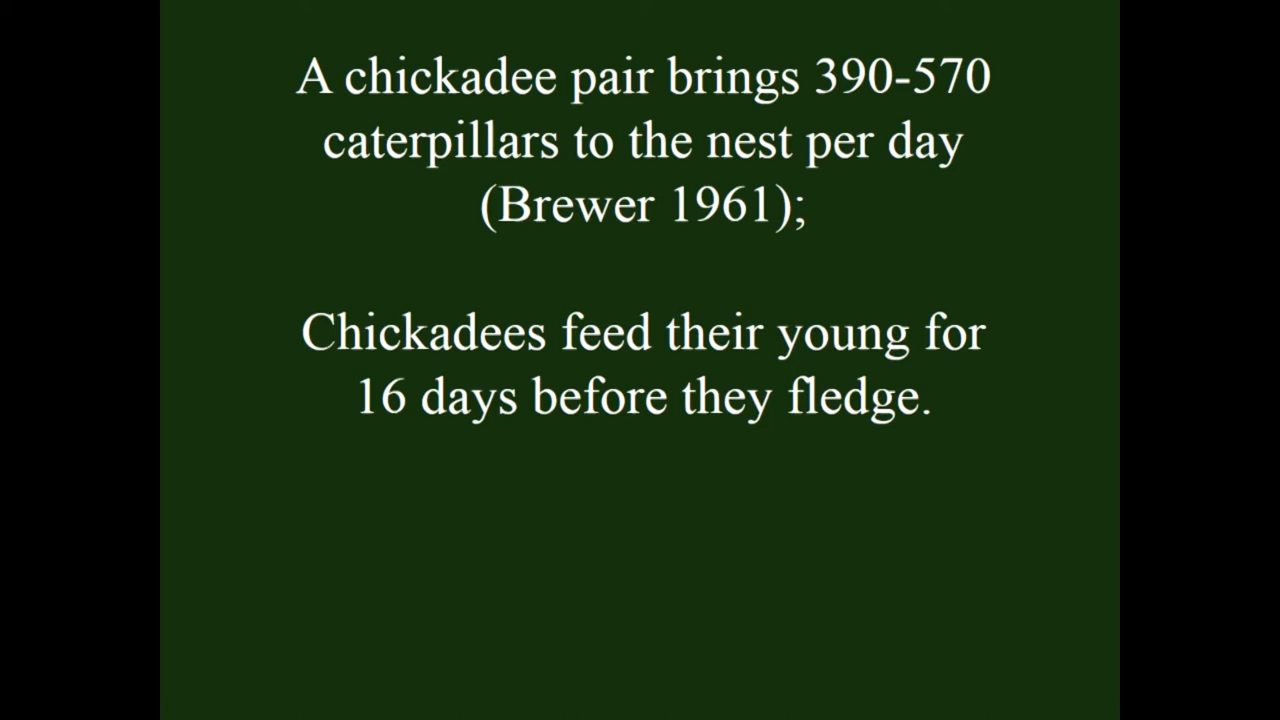 A chickadee pair brings 390-570
caterpillars to the nest per day
(Brewer 1961);
Chickadees feed their young for
16 days before they fledge.